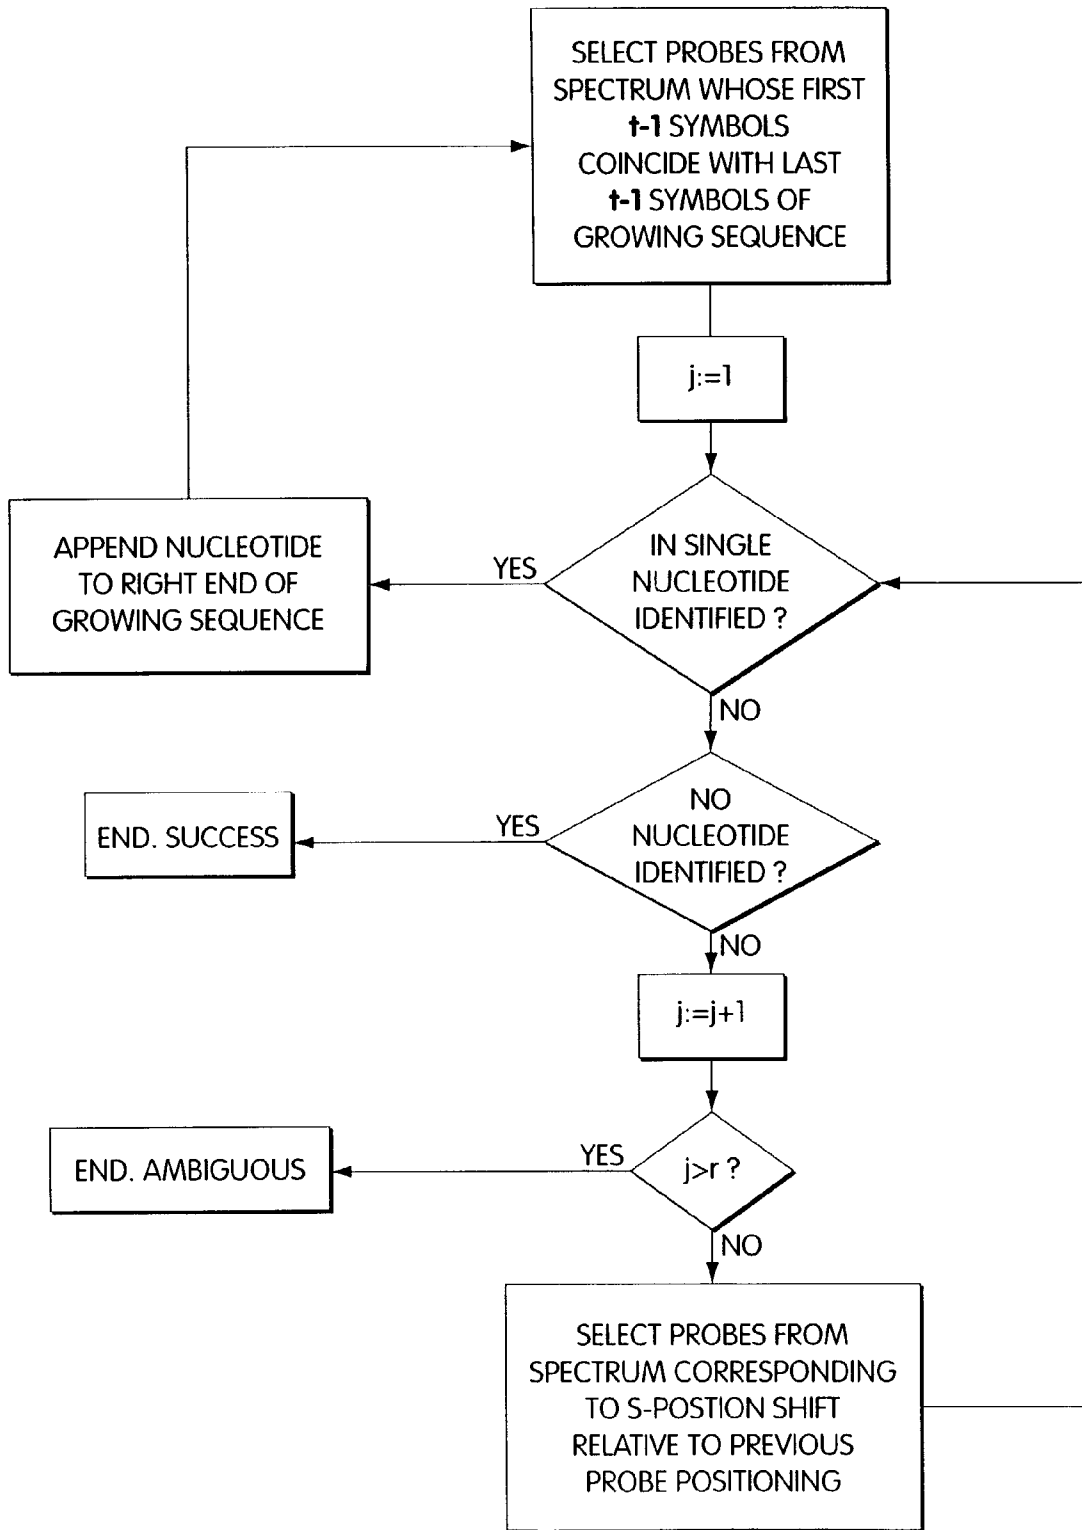 SELECT PROBES FROM
SPECTRUM WHOSE FIRST
t-1 SYMBOLS
COINCIDE WITH LAST
t-1 SYMBOLS OF
GROWING SEQUENCE
j:=1
IN SINGLE
NUCLEOTIDE
IDENTIFIED ?
YES
APPEND NUCLEOTIDE
TO RIGHT END OF
GROWING SEQUENCE
NO
NO
NUCLEOTIDE
IDENTIFIED ?
YES
END. SUCCESS
NO
j:=j+1
j>r ?
YES
END. AMBIGUOUS
NO
SELECT PROBES FROM
SPECTRUM CORRESPONDING
TO S-POSTION SHIFT
RELATIVE TO PREVIOUS
PROBE POSITIONING